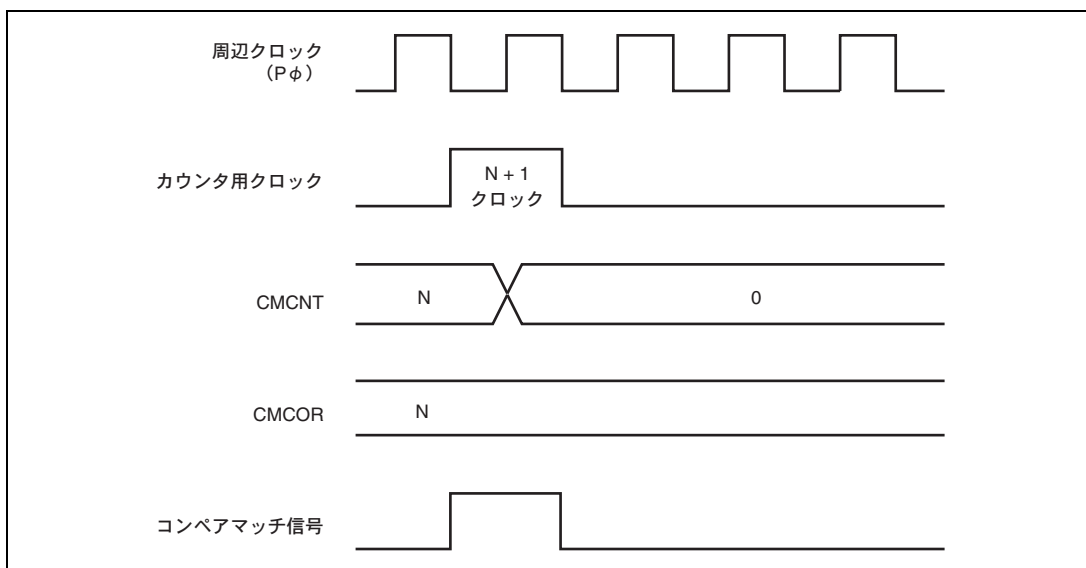 周辺クロック
（Pφ）
カウンタ用クロック
N + 1
クロック
CMCNT
N
0
CMCOR
N
コンペアマッチ信号